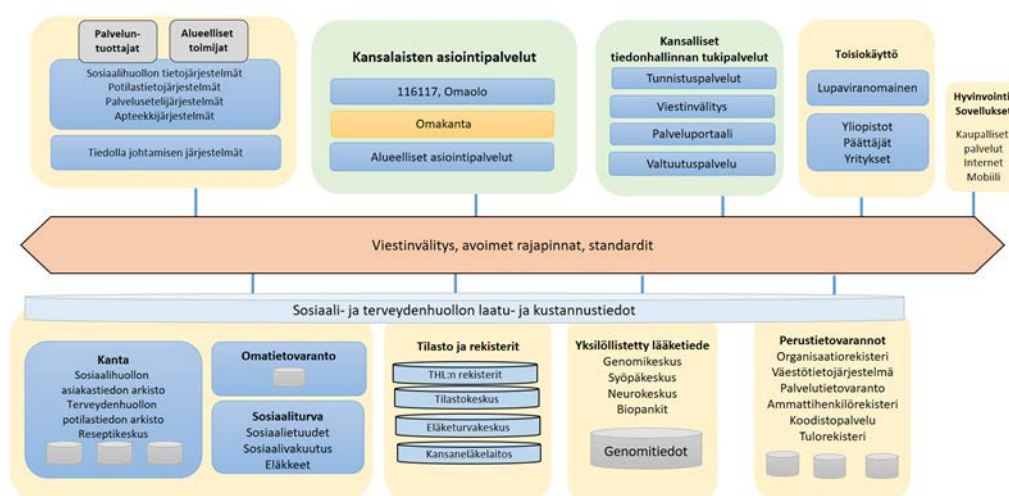 Palvelun-
tuottajat
Alueelliset
toimijat
Sosiaalihuollon tietojärjestelmät
Potilastietojärjestelmät
Palvelusetelijärjestelmät
Apteekkijärjestelmät
Tiedolla johtamisen järjestelmät
Kansalaisten asiointipalvelut
116117, Omaolo
Omakanta
Alueelliset asiointipalvelut
Kansalliset
tiedonhallinnan tukipalvelut
Tunnistuspalvelut
Viestinvälitys
Palveluportaali
Valtuutuspalvelu
Toisiokäyttö
Lupaviranomainen
Yliopistot
Päättäjät
Yritykset
Hyvinvointi
Sovellukset
Kaupalliset
palvelut
Internet
Mobiili
Viestinvälitys, avoimet rajapinnat, standardit
Sosiaali- ja terveydenhuollon laatu- ja kustannustiedot
Kanta
Sosiaalihuollon
asiakastiedon arkisto
Terveydenhuollon
potilastiedon arkisto
Reseptikeskus
Omatietovaranto
Sosiaaliturva
Sosiaalietuudet
Sosiaalivakuutus
Eläkkeet
Tilasto ja rekisterit
THL:n rekisterit
Tilastokeskus
Eläketurvakeskus
Kansaneläkelaitos
Yksilöllistetty lääketiede
Genomikeskus
Syöpäkeskus
Neurokeskus
Biopankit
Genomitiedot
Perustietovarannot
Organisaatiorekisteri
Väestötietojärjestelmä
Palvelutietovaranto
Ammattihenkilörekisteri
Koodistopalvelu
Tulorekisteri